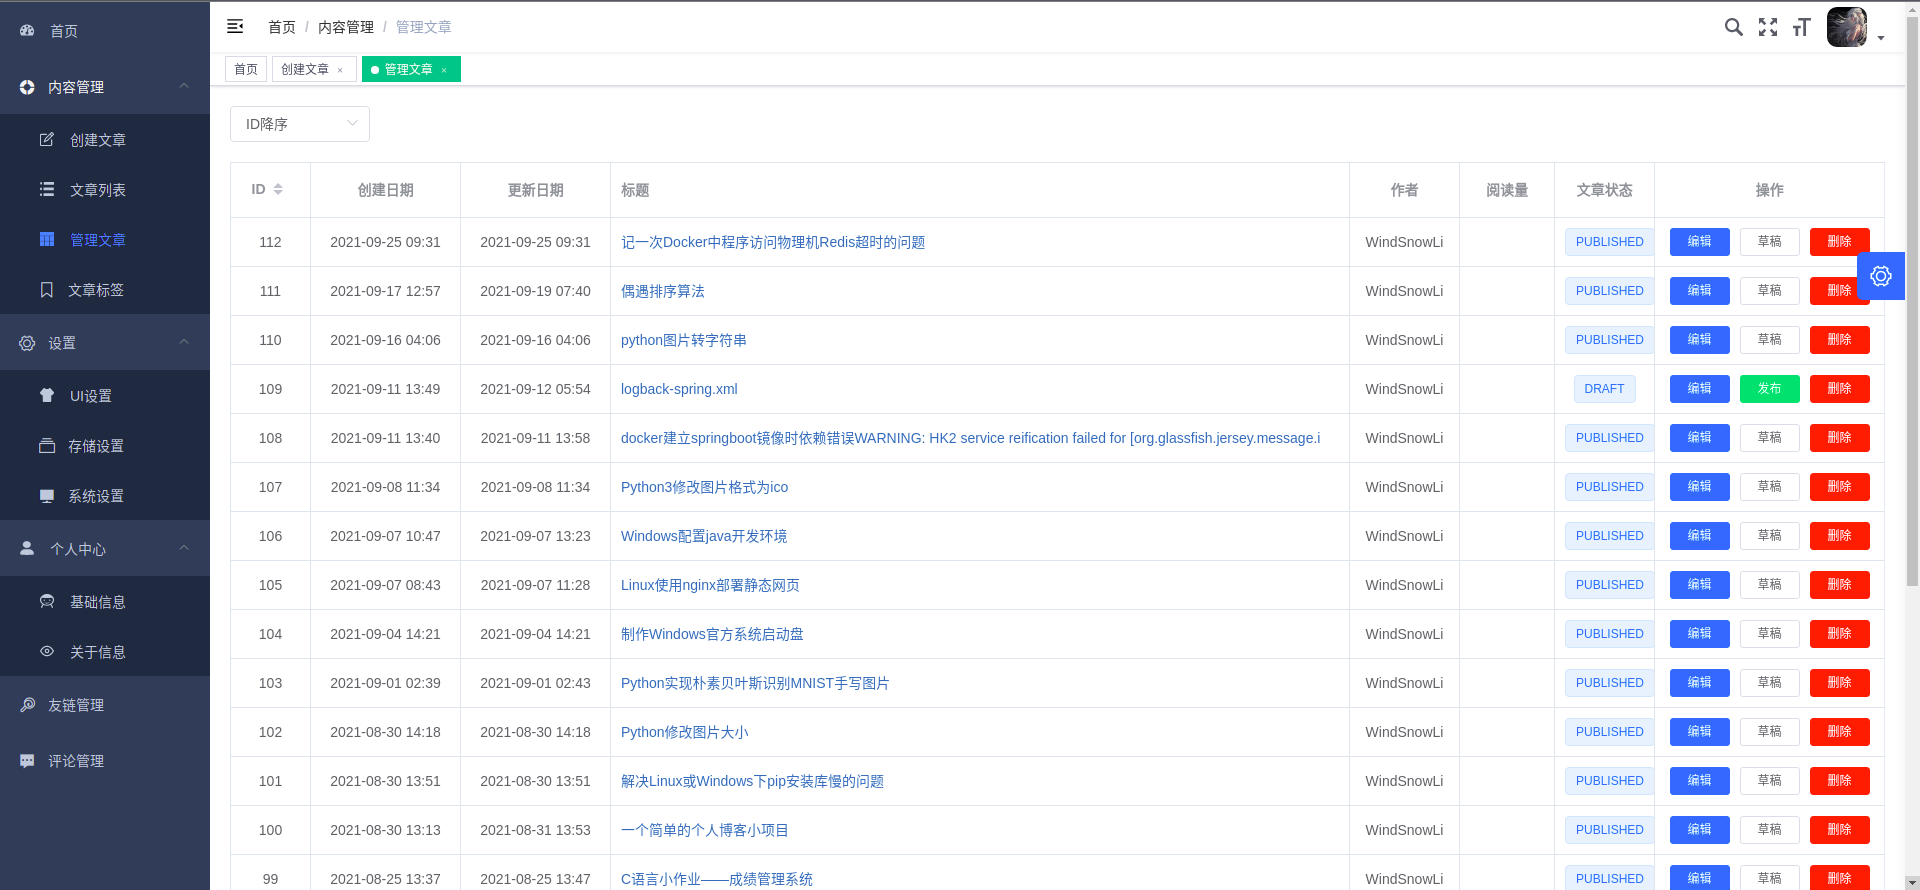 首页
内容管理
创建文章
文章列表
管理文章
文章标签
设置
UI设置
存储设置
系统设置
个人中心
基础信息
关于信息
友链管理
评论管理
首页 / 内容管理 / 管理文章
首页 创建文章 × 管理文章 ×
ID降序
ID 创建日期 更新日期 标题 作者 阅读量 文章状态 操作
112 2021-09-25 09:31 2021-09-25 09:31 记一次Docker中程序访问物理机Redis超时的问题 WindSnowLi PUBLISHED 编辑 草稿 删除
111 2021-09-17 12:57 2021-09-19 07:40 偶遇排序算法 WindSnowLi PUBLISHED 编辑 草稿 删除
110 2021-09-16 04:06 2021-09-16 04:06 python图片转字符串 WindSnowLi PUBLISHED 编辑 草稿 删除
109 2021-09-11 13:49 2021-09-12 05:54 logback-spring.xml WindSnowLi DRAFT 编辑 发布 删除
108 2021-09-11 13:40 2021-09-11 13:58 docker建立springboot镜像时依赖错误WARNING: HK2 service reification failed for [org.glassfish.jersey.message.i WindSnowLi PUBLISHED 编辑 草稿 删除
107 2021-09-08 11:34 2021-09-08 11:34 Python3修改图片格式为ico WindSnowLi PUBLISHED 编辑 草稿 删除
106 2021-09-07 10:47 2021-09-07 13:23 Windows配置java开发环境 WindSnowLi PUBLISHED 编辑 草稿 删除
105 2021-09-07 08:43 2021-09-07 11:28 Linux使用nginx部署静态网页 WindSnowLi PUBLISHED 编辑 草稿 删除
104 2021-09-04 14:21 2021-09-04 14:21 制作Windows官方系统启动盘 WindSnowLi PUBLISHED 编辑 草稿 删除
103 2021-09-01 02:39 2021-09-01 02:43 Python实现朴素贝叶斯识别MNIST手写图片 WindSnowLi PUBLISHED 编辑 草稿 删除
102 2021-08-30 14:18 2021-08-30 14:18 Python修改图片大小 WindSnowLi PUBLISHED 编辑 草稿 删除
101 2021-08-30 13:51 2021-08-30 13:51 解决Linux或Windows下pip安装库慢的问题 WindSnowLi PUBLISHED 编辑 草稿 删除
100 2021-08-30 13:13 2021-08-31 13:53 一个简单的个人博客小项目 WindSnowLi PUBLISHED 编辑 草稿 删除
99 2021-08-25 13:37 2021-08-25 13:47 C语言小作业——成绩管理系统 WindSnowLi PUBLISHED 编辑 草稿 删除